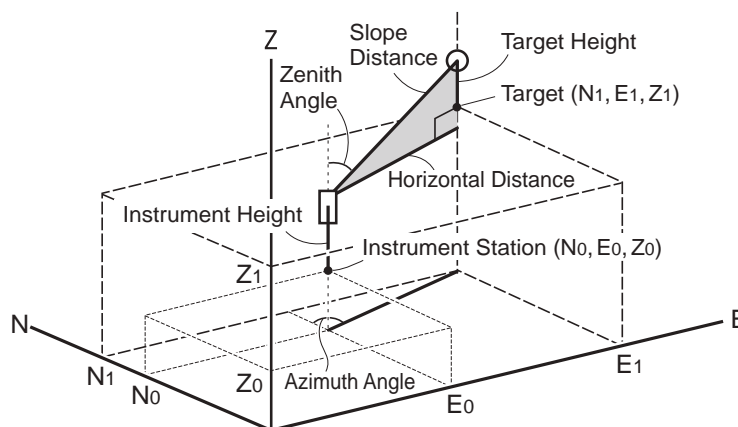 Z
Slope
Distance
Target Height
Zenith
Angle
Target (N1, E1, Z1)
Horizontal Distance
Instrument Height
Instrument Station (N0, E0, Z0)
Z1
N
E
N1
N0
Z0
Azimuth Angle
E0
E1